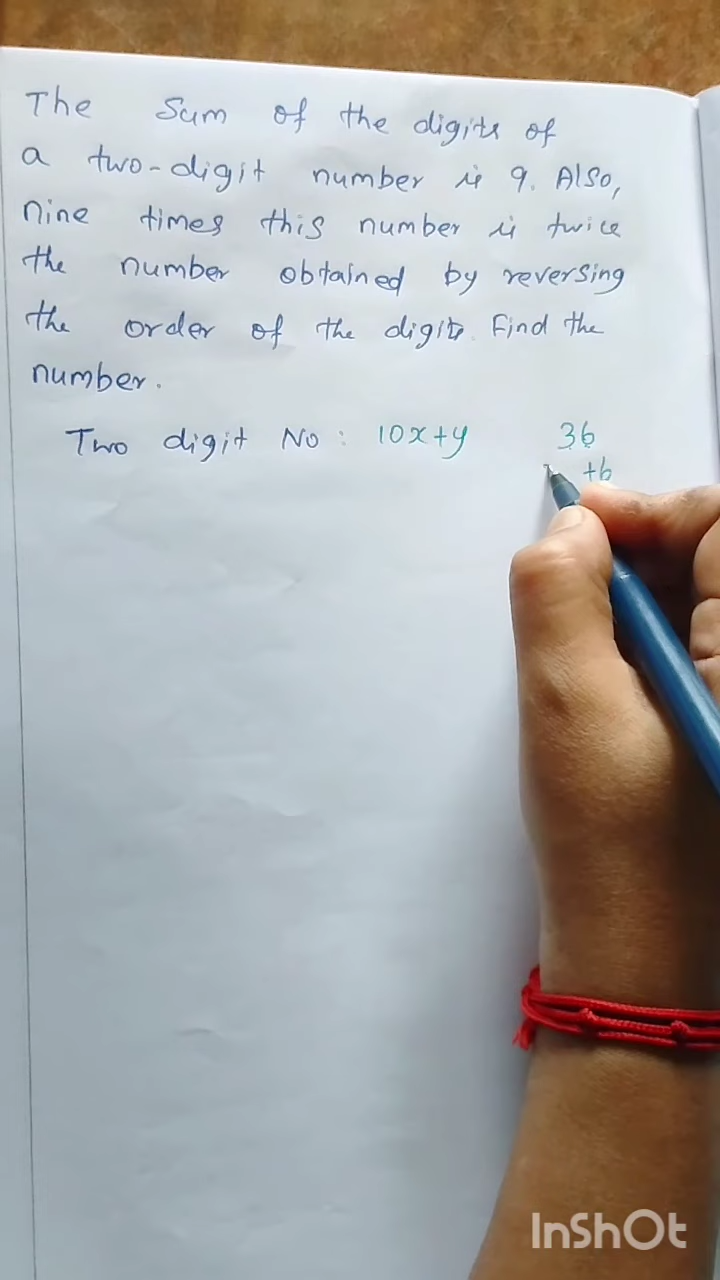 The Sum of the digits of
a two-digit number is 9. Also,
nine times this number is twice
the number obtained by reversing
the order of the digits. Find the
number.
Two digit No: 10x+y 36
+6
InShOt